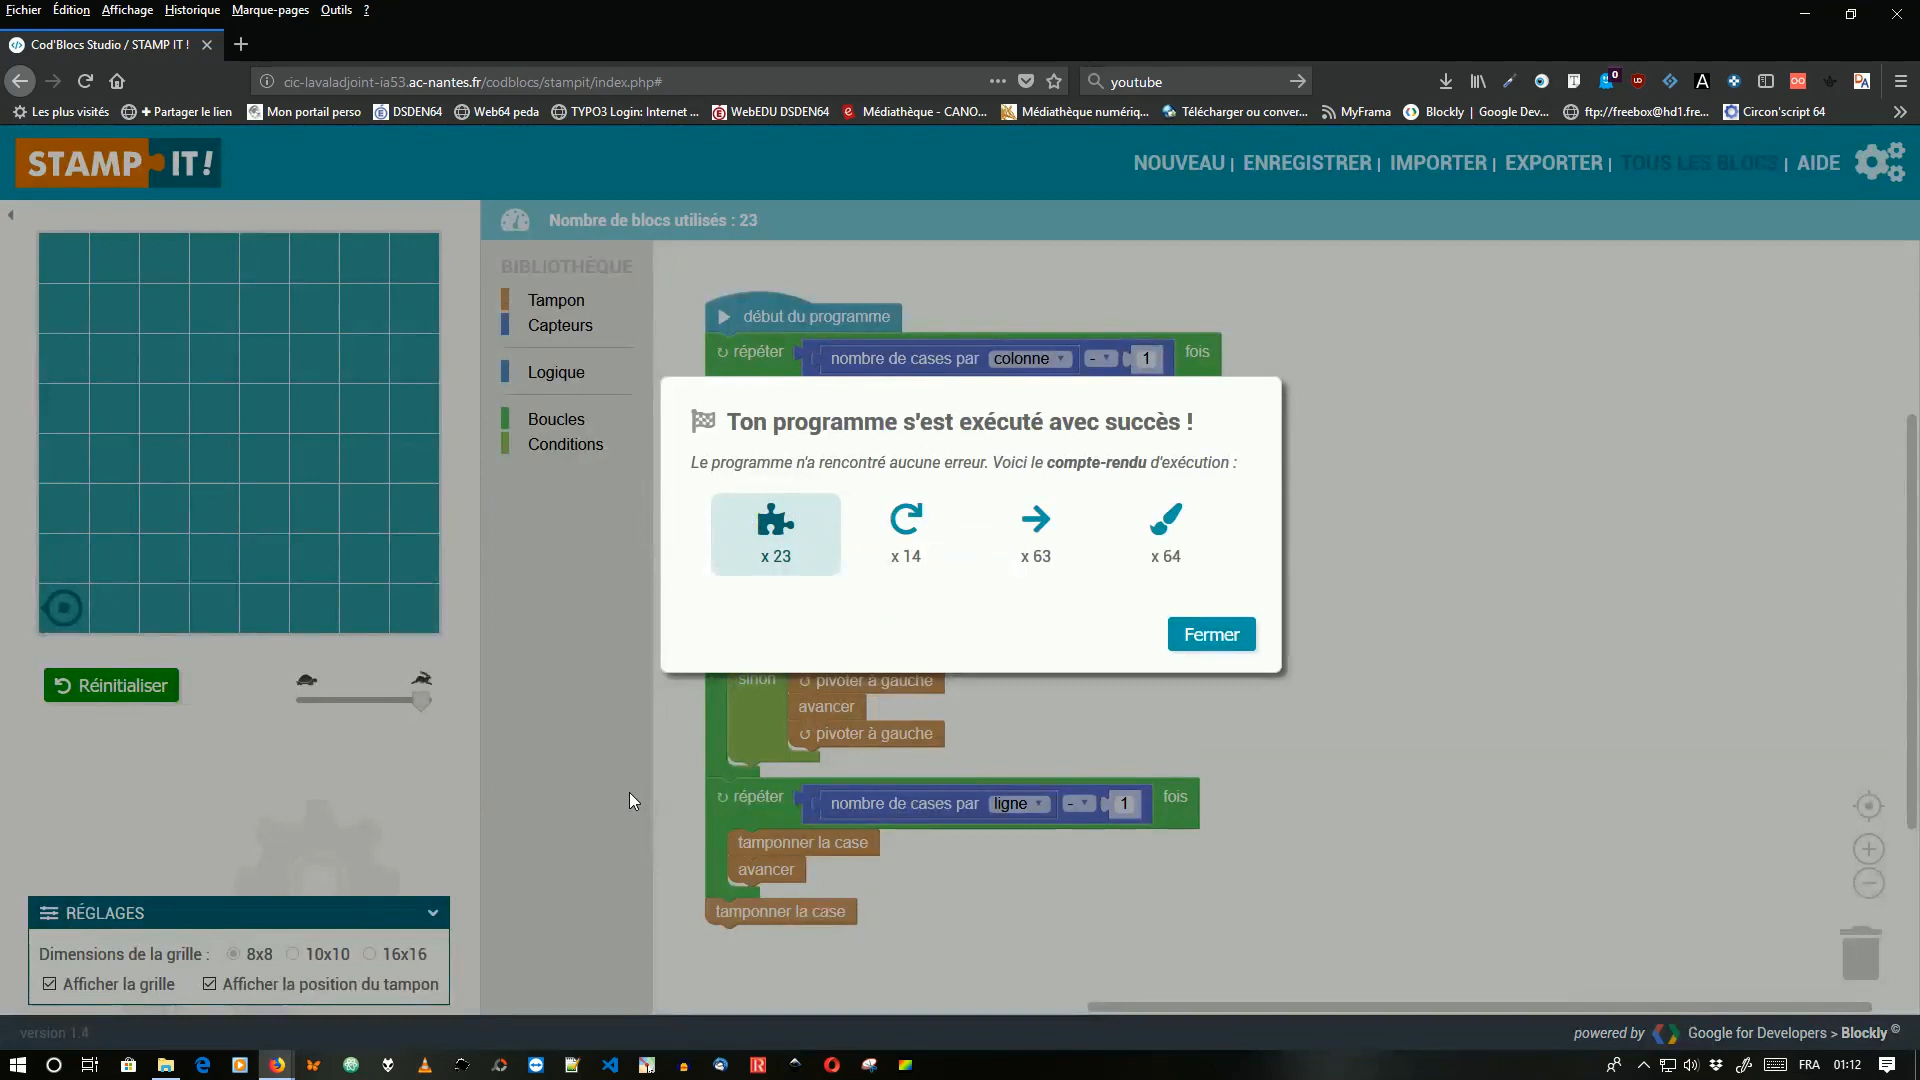 Fichier Édition Affichage Historique Marque-pages Outils ?
Cod'Blocs Studio / STAMP IT !
cic-lavaladjoint-ia53.ac-nantes.fr/codblocs/stampit/index.php#
youtube
0
Les plus visités
+ Partager le lien
Mon portail perso
DSDEN64
Web64 peda
TYPO3 Login: Internet ...
WebEDU DSDEN64
Médiathèque - CANO...
Médiathèque numériq...
Télécharger ou conver...
MyFrama
Blockly | Google Dev...
ftp://freebox@hd1.fre...
Circon'script 64
STAMP IT!
NOUVEAU | ENREGISTRER | IMPORTER | EXPORTER | TOUS LES BLOCS | AIDE
Nombre de blocs utilisés : 23
BIBLIOTHÈQUE
Tampon
Capteurs
Logique
Boucles
Conditions
début du programme
répéter nombre de cases par colonne - 1 fois
Ton programme s'est exécuté avec succès !
Le programme n'a rencontré aucune erreur. Voici le compte-rendu d'exécution :
x 23
x 14
x 63
x 64
Fermer
Réinitialiser
sinon
pivoter à gauche
avancer
pivoter à gauche
répéter nombre de cases par ligne - 1 fois
tamponner la case
avancer
tamponner la case
RÉGLAGES
Dimensions de la grille : 8x8 10x10 16x16
Afficher la grille Afficher la position du tampon
version 1.4
powered by Google for Developers > Blockly ©
FRA 01:12